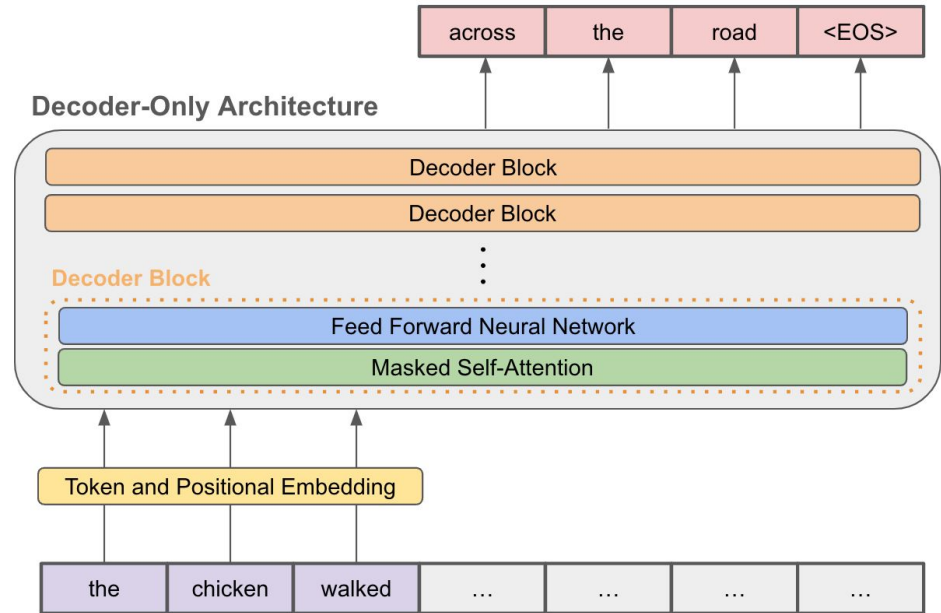 across the road <EOS>
Decoder-Only Architecture
Decoder Block
Decoder Block
Decoder Block
Feed Forward Neural Network
Masked Self-Attention
Token and Positional Embedding
the chicken walked … … … …